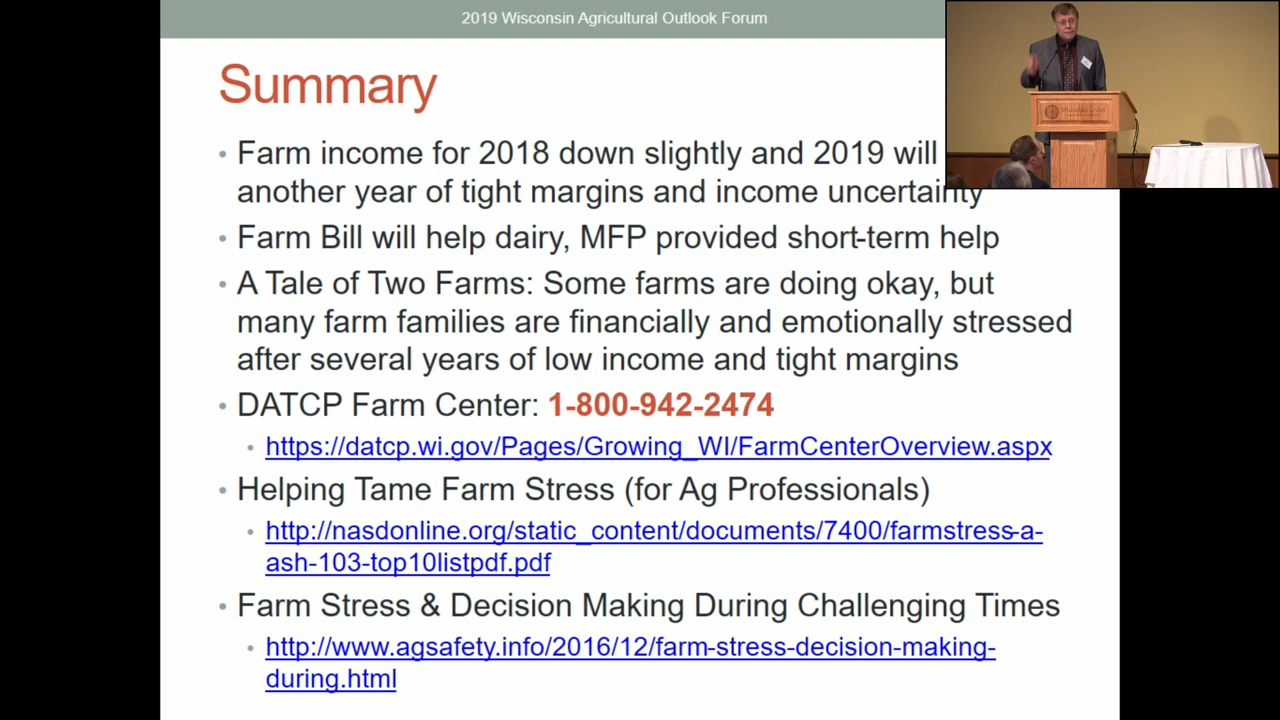 2019 Wisconsin Agricultural Outlook Forum
Summary
• Farm income for 2018 down slightly and 2019 will
another year of tight margins and income uncertainty
• Farm Bill will help dairy, MFP provided short-term help
• A Tale of Two Farms: Some farms are doing okay, but
many farm families are financially and emotionally stressed
after several years of low income and tight margins
• DATCP Farm Center: 1-800-942-2474
• https://datcp.wi.gov/Pages/Growing_WI/FarmCenterOverview.aspx
• Helping Tame Farm Stress (for Ag Professionals)
• http://nasdonline.org/static_content/documents/7400/farmstress-a-
ash-103-top10listpdf.pdf
• Farm Stress & Decision Making During Challenging Times
• http://www.agsafety.info/2016/12/farm-stress-decision-making-
during.html